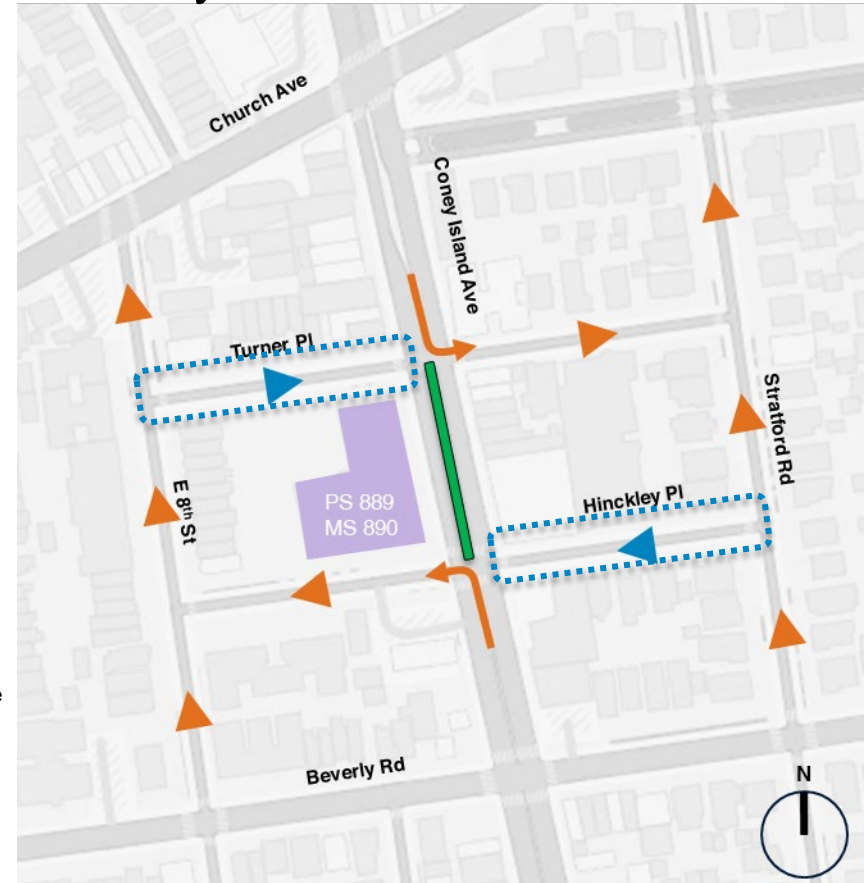 y
Church Ave
Coney Island Ave
Turner Pl
Stratford Rd
E 8th St
PS 889
MS 890
Hinckley Pl
e
Beverly Rd
N